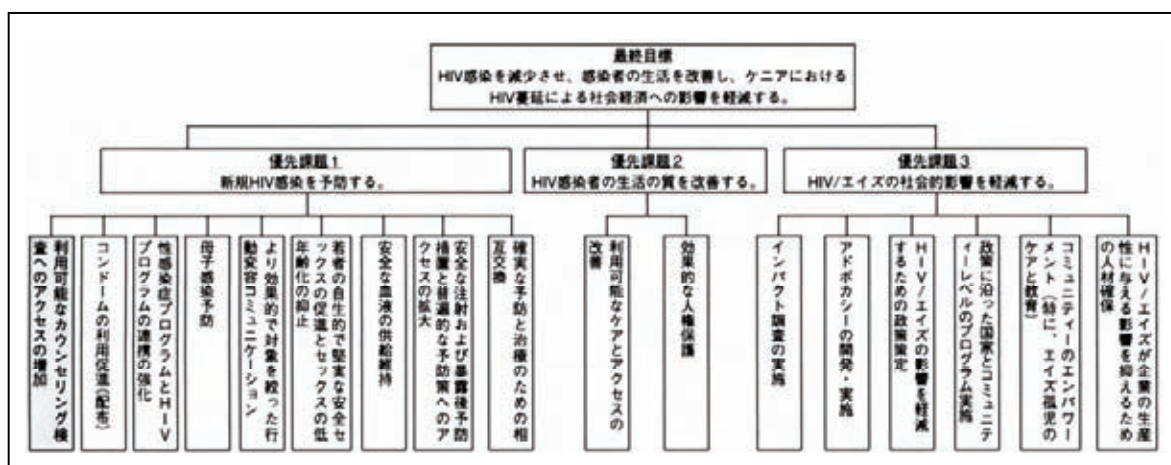 最終目標
HIV感染を減少させ、感染者の生活を改善し、ケニアにおける
HIV蔓延による社会経済への影響を軽減する。
優先課題1
新規HIV感染を予防する。
優先課題2
HIV感染者の生活の質を改善する。
優先課題3
HIV/エイズの社会的影響を軽減する。
利用可能なカウンセリング検
査へのアクセスの増加
コンドームの利用促進(配布)
性感染症プログラムとHIV
プログラムの連携の強化
母子感染予防
より効果的で対象を絞った行
動変容コミュニケーション
若者の自生的で堅実な安全セ
ックスの促進とセックスの低
年齢化の抑止
安全な血液の供給維持
安全な注射および暴露後予防
措置と普遍的な予防策へのア
クセスの拡大
確実な予防と治療のための相
互交換
利用可能なケアとアクセスの
改善
効果的な人権保護
インパクト調査の実施
アドボカシーの開発・実施
HIV/エイズの影響を軽減
するための政策策定
政策に沿った国家とコミュニテ
ィーレベルのプログラム実施
コミュニティーのエンパワー
メント(特に、エイズ孤児の
ケアと教育)
HIV/エイズが企業の生産
性に与える影響を抑えるため
の人材確保